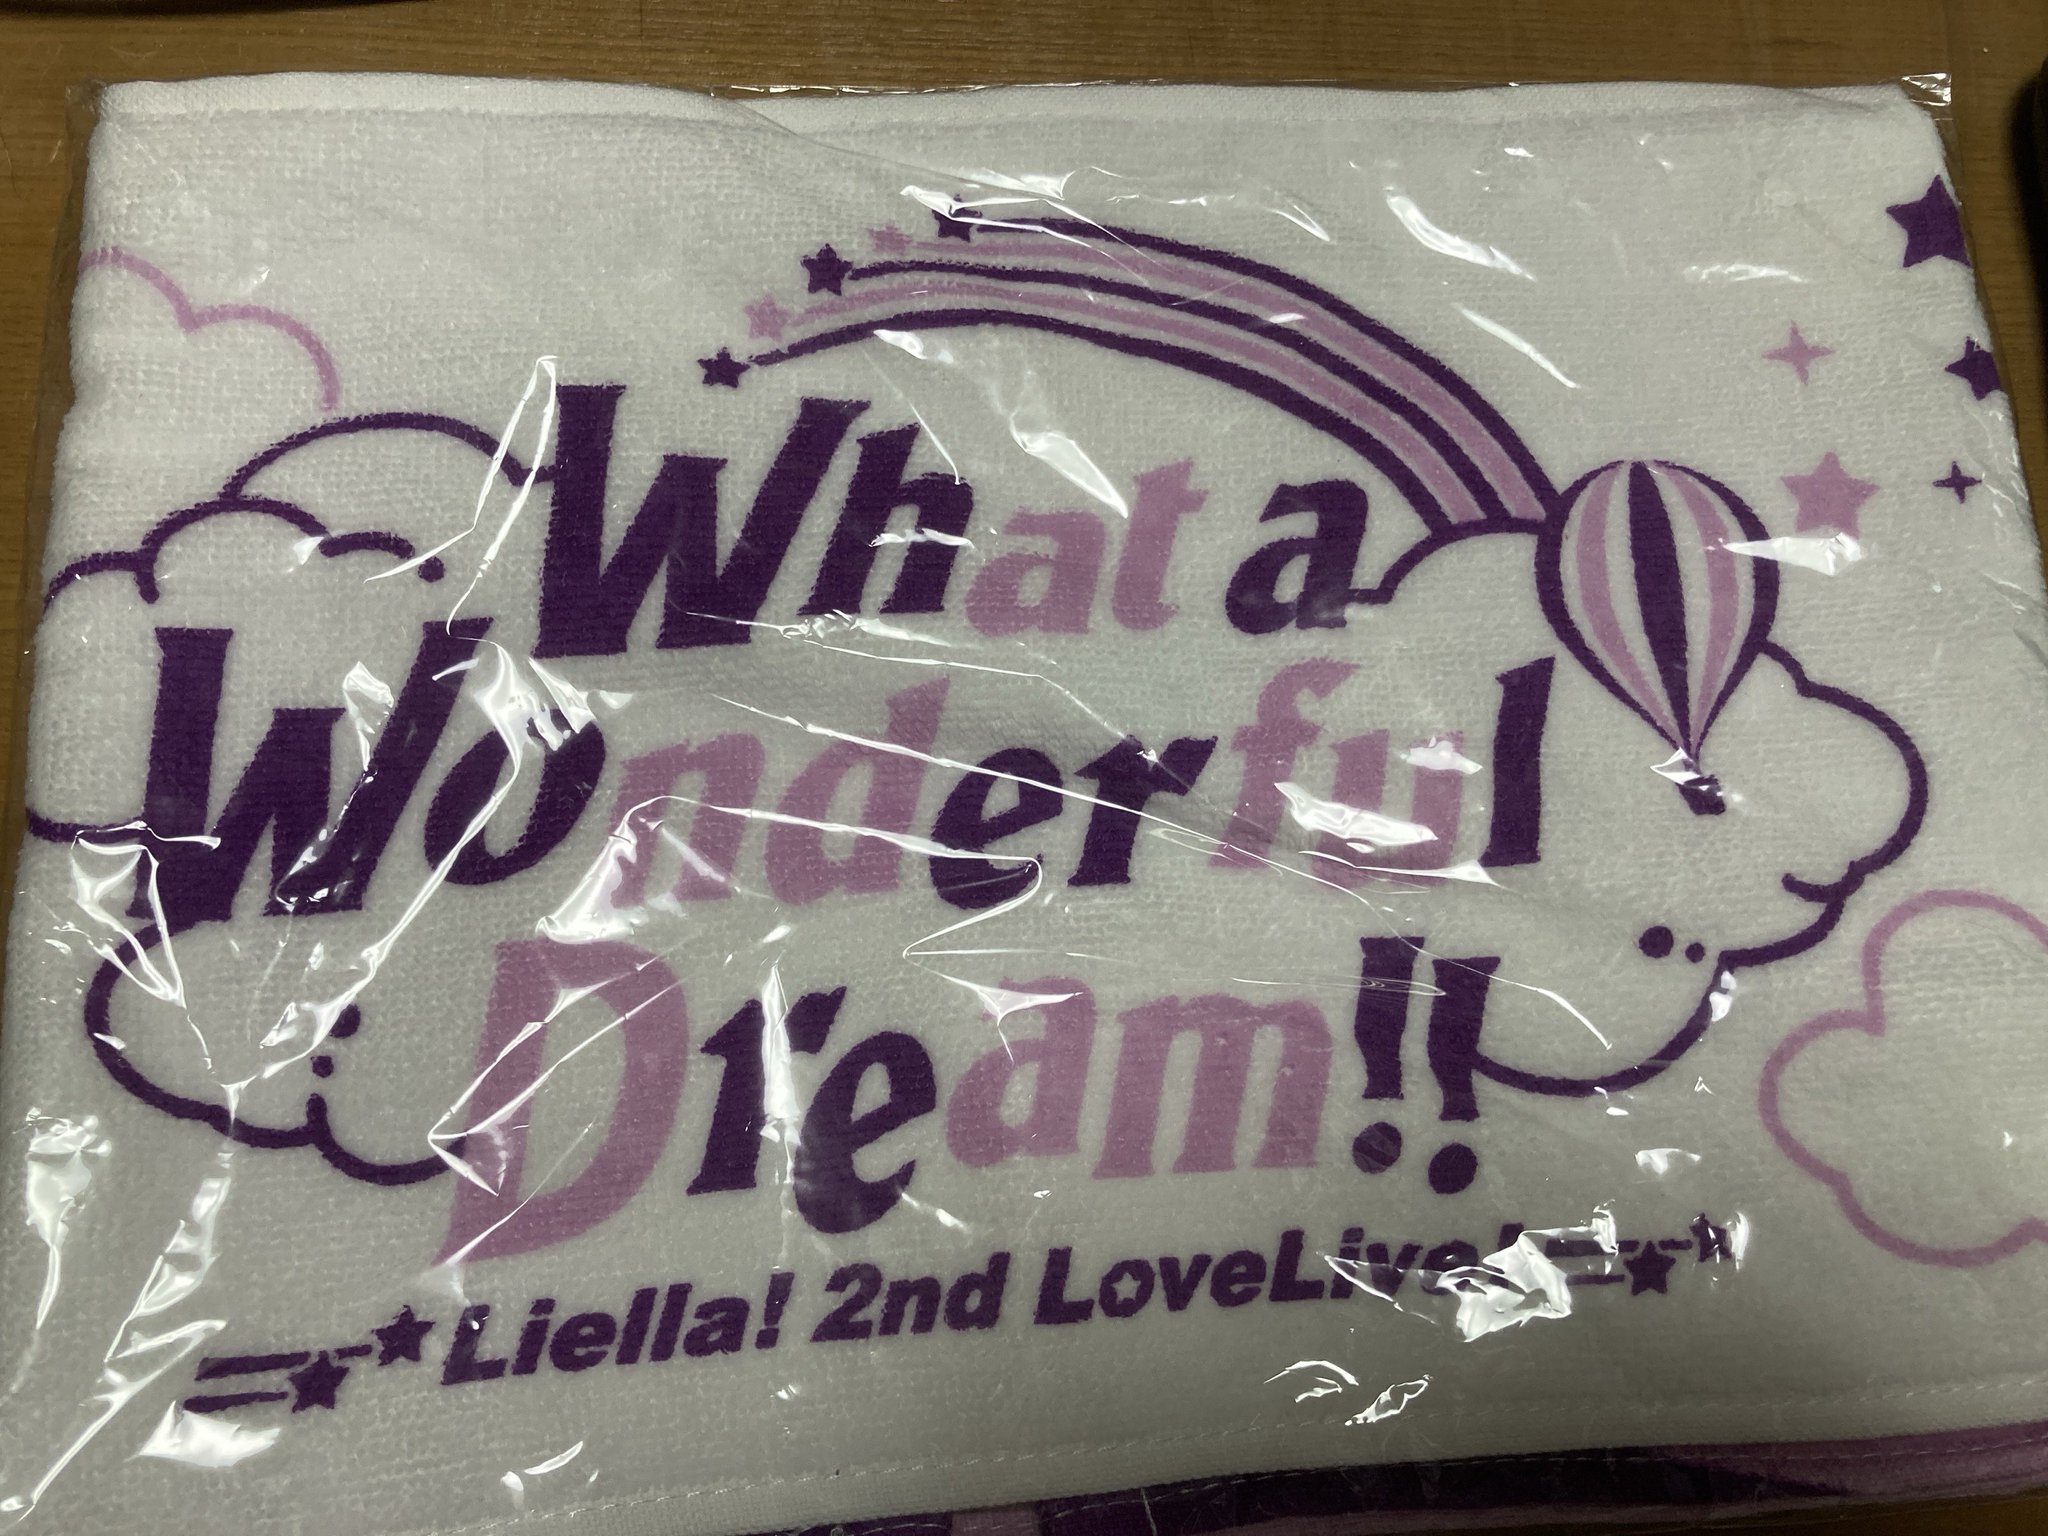 What a
Wonderful
Dream!!
Liella! 2nd LoveLive!